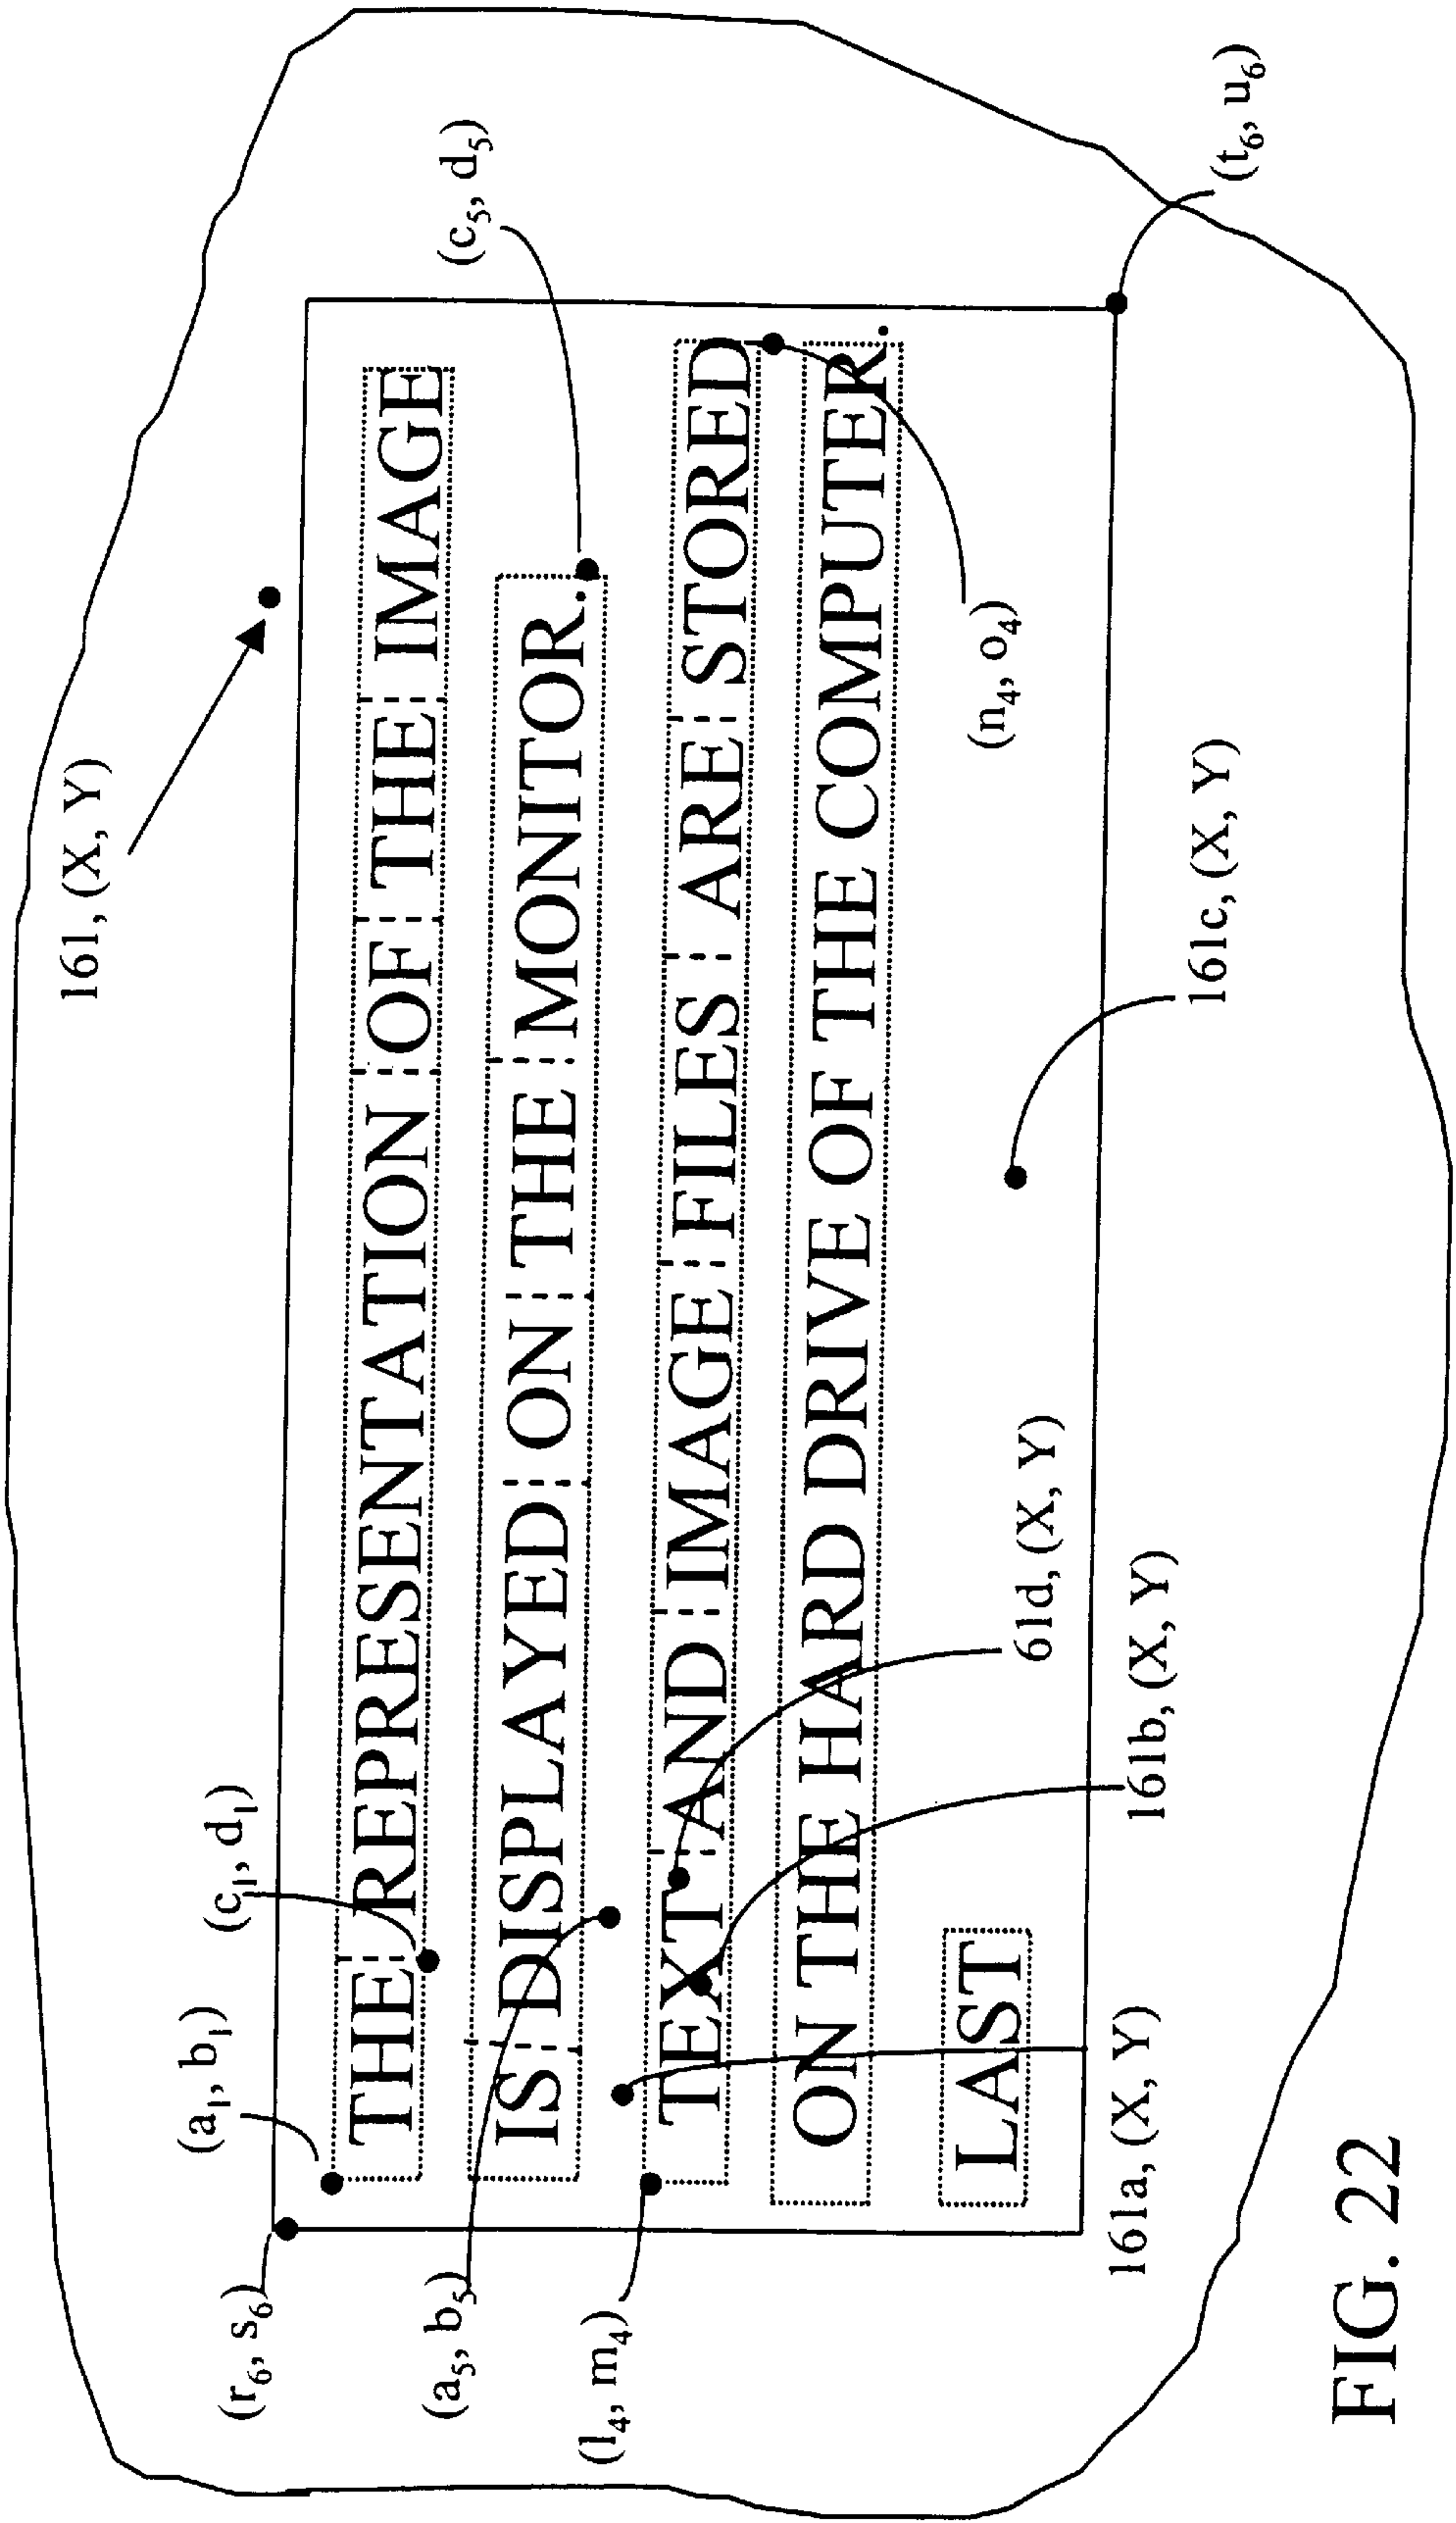 161, (X, Y)
(a₁, b₁)
(c₁, d₁)
(c₅, d₅)
(r₆, s₆)
THE REPRESENTATION OF THE IMAGE
(a₅, b₅)
IS DISPLAYED ON THE MONITOR.
(l₄, m₄)
TEXT AND IMAGE FILES ARE STORED
ON THE HARD DRIVE OF THE COMPUTER.
LAST
(n₄, o₄)
61d, (X, Y)
161a, (X, Y)
161b, (X, Y)
161c, (X, Y)
(t₆, u₆)
FIG. 22